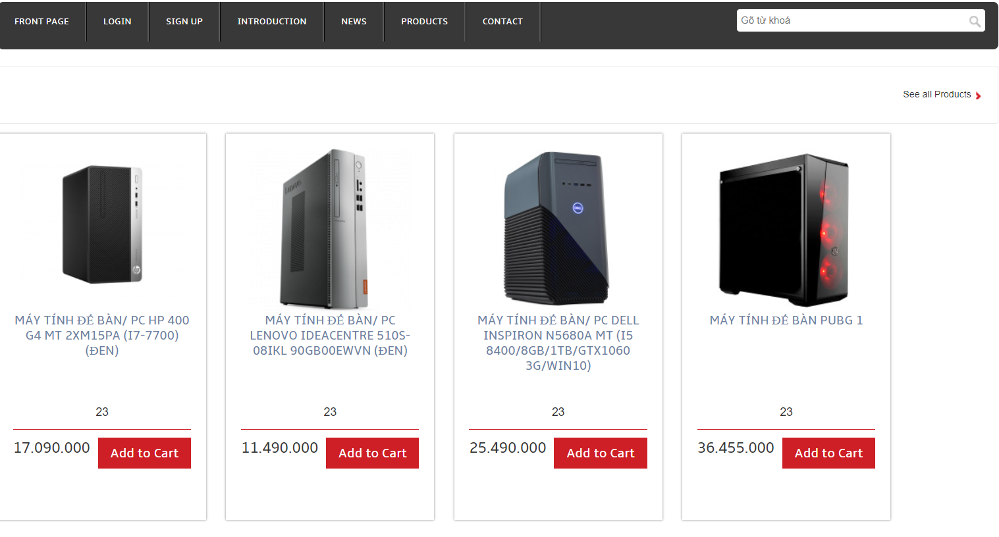 FRONT PAGE LOGIN SIGN UP INTRODUCTION NEWS PRODUCTS CONTACT Gõ từ khoá
See all Products
Lenovo
DELL
hp
MÁY TÍNH ĐỂ BÀN/ PC HP 400
G4 MT 2XM15PA (I7-7700)
(ĐEN)
23
17.090.000 Add to Cart
MÁY TÍNH ĐỂ BÀN/ PC
LENOVO IDEACENTRE 510S-
08IKL 90GB00EWVN (ĐEN)
23
11.490.000 Add to Cart
MÁY TÍNH ĐỂ BÀN/ PC DELL
INSPIRON N5680A MT (I5
8400/8GB/1TB/GTX1060
3G/WIN10)
23
25.490.000 Add to Cart
MÁY TÍNH ĐỂ BÀN PUBG 1
23
36.455.000 Add to Cart